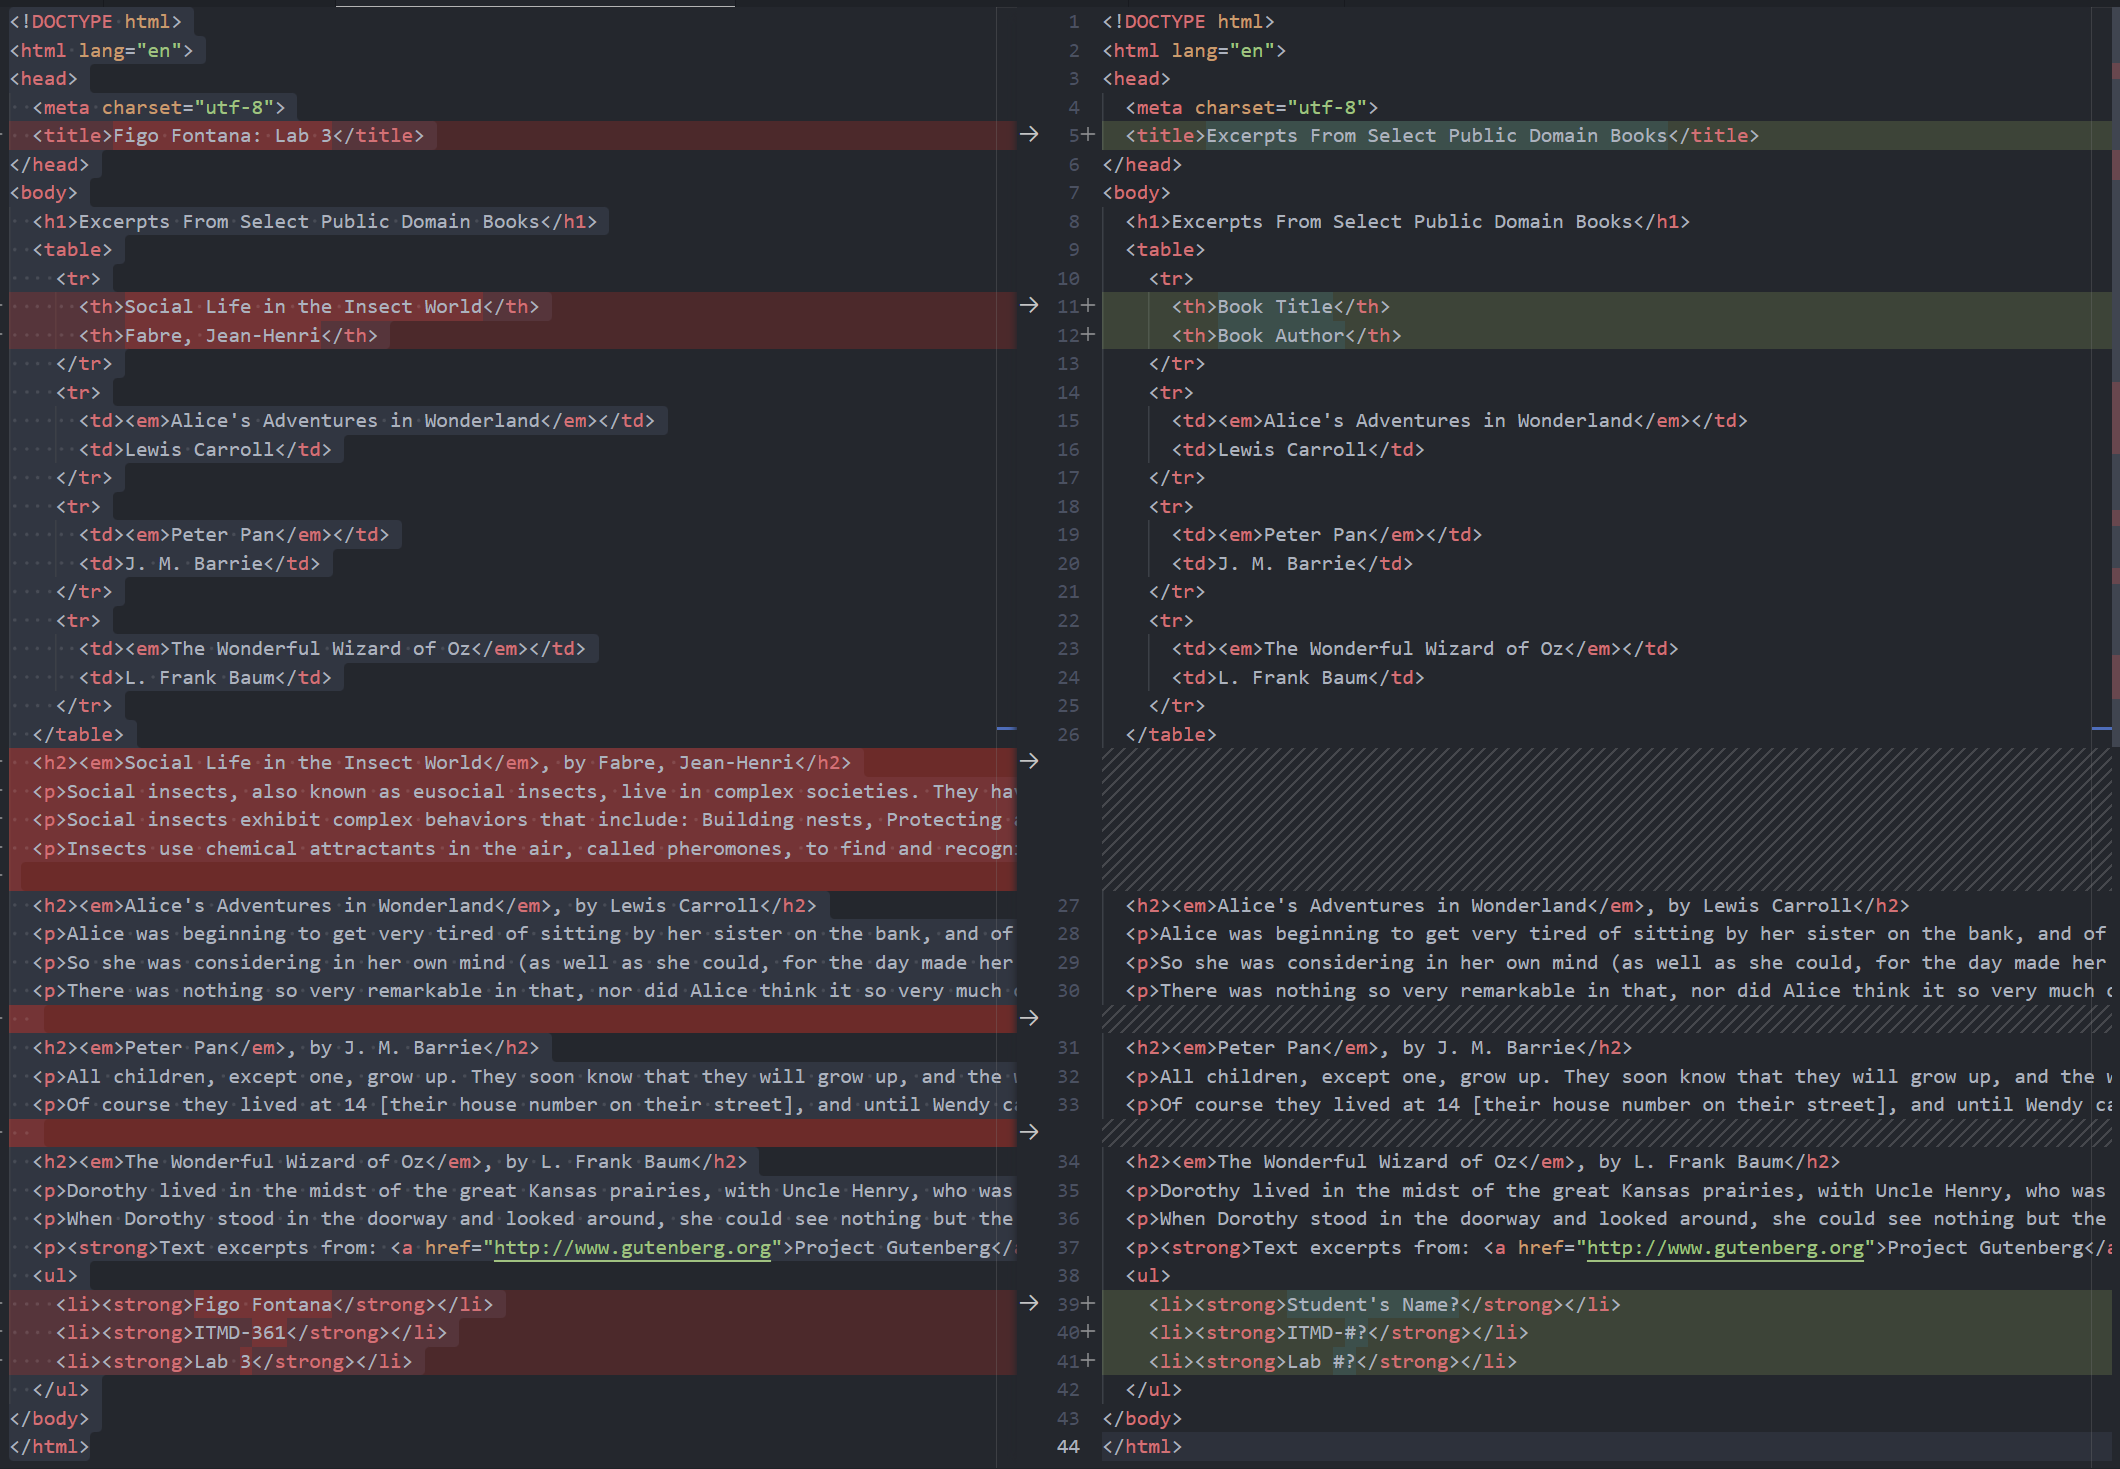 <!DOCTYPE html>
<html lang="en">
<head>
<meta charset="utf-8">
<title>Figo Fontana: Lab 3</title>
</head>
<body>
<h1>Excerpts From Select Public Domain Books</h1>
<table>
<tr>
<th>Social Life in the Insect World</th>
<th>Fabre, Jean-Henri</th>
</tr>
<tr>
<td><em>Alice's Adventures in Wonderland</em></td>
<td>Lewis Carroll</td>
</tr>
<tr>
<td><em>Peter Pan</em></td>
<td>J. M. Barrie</td>
</tr>
<tr>
<td><em>The Wonderful Wizard of Oz</em></td>
<td>L. Frank Baum</td>
</tr>
</table>
<h2><em>Social Life in the Insect World</em>, by Fabre, Jean-Henri</h2>
<p>Social insects, also known as eusocial insects, live in complex societies. They
<p>Social insects exhibit complex behaviors that include: Building nests, Protecting
<p>Insects use chemical attractants in the air, called pheromones, to find and
<h2><em>Alice's Adventures in Wonderland</em>, by Lewis Carroll</h2>
<p>Alice was beginning to get very tired of sitting by her sister on the bank, and of
<p>So she was considering in her own mind (as well as she could, for the day made her
<p>There was nothing so very remarkable in that, nor did Alice think it so very much
<h2><em>Peter Pan</em>, by J. M. Barrie</h2>
<p>All children, except one, grow up. They soon know that they will grow up, and the
<p>Of course they lived at 14 [their house number on their street], and until Wendy
<h2><em>The Wonderful Wizard of Oz</em>, by L. Frank Baum</h2>
<p>Dorothy lived in the midst of the great Kansas prairies, with Uncle Henry, who was
<p>When Dorothy stood in the doorway and looked around, she could see nothing but the
<p><strong>Text excerpts from: <a href="http://www.gutenberg.org">Project Gutenberg</
<ul>
<li><strong>Figo Fontana</strong></li>
<li><strong>ITMD-361</strong></li>
<li><strong>Lab 3</strong></li>
</ul>
</body>
</html>
1 <!DOCTYPE html>
2 <html lang="en">
3 <head>
4 <meta charset="utf-8">
5+ <title>Excerpts From Select Public Domain Books</title>
6 </head>
7 <body>
8 <h1>Excerpts From Select Public Domain Books</h1>
9 <table>
10 <tr>
11+ <th>Book Title</th>
12+ <th>Book Author</th>
13 </tr>
14 <tr>
15 <td><em>Alice's Adventures in Wonderland</em></td>
16 <td>Lewis Carroll</td>
17 </tr>
18 <tr>
19 <td><em>Peter Pan</em></td>
20 <td>J. M. Barrie</td>
21 </tr>
22 <tr>
23 <td><em>The Wonderful Wizard of Oz</em></td>
24 <td>L. Frank Baum</td>
25 </tr>
26 </table>
27 <h2><em>Alice's Adventures in Wonderland</em>, by Lewis Carroll</h2>
28 <p>Alice was beginning to get very tired of sitting by her sister on the bank, and of
29 <p>So she was considering in her own mind (as well as she could, for the day made her
30 <p>There was nothing so very remarkable in that, nor did Alice think it so very much
31 <h2><em>Peter Pan</em>, by J. M. Barrie</h2>
32 <p>All children, except one, grow up. They soon know that they will grow up, and the
33 <p>Of course they lived at 14 [their house number on their street], and until Wendy
34 <h2><em>The Wonderful Wizard of Oz</em>, by L. Frank Baum</h2>
35 <p>Dorothy lived in the midst of the great Kansas prairies, with Uncle Henry, who was
36 <p>When Dorothy stood in the doorway and looked around, she could see nothing but the
37 <p><strong>Text excerpts from: <a href="http://www.gutenberg.org">Project Gutenberg</
38 <ul>
39+ <li><strong>Student's Name?</strong></li>
40+ <li><strong>ITMD-#?</strong></li>
41+ <li><strong>Lab #?</strong></li>
42 </ul>
43 </body>
44 </html>